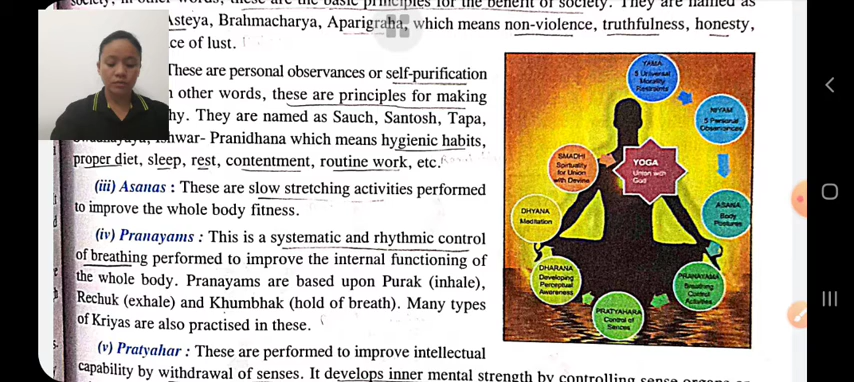 society, in other words, these are the basic principles for the benefit of society. They are named as
Asteya, Brahmacharya, Aparigraha, which means non-violence, truthfulness, honesty,
ce of lust.
These are personal observances or self-purification
other words, these are principles for making
hy. They are named as Sauch, Santosh, Tapa,
war- Pranidhana which means hygienic habits,
proper diet, sleep, rest, contentment, routine work, etc.
(iii) Asanas : These are slow stretching activities performed
to improve the whole body fitness.
(iv) Pranayams : This is a systematic and rhythmic control
of breathing performed to improve the internal functioning of
the whole body. Pranayams are based upon Purak (inhale),
Rechuk (exhale) and Khumbhak (hold of breath). Many types
of Kriyas are also practised in these.
(v) Pratyahar : These are performed to improve intellectual
capability by withdrawal of senses. It develops inner mental strength by controlling sense organs
YAMA
5 Universal
Morality
Restraints
NIYAM
5 Personal
Observances
ASANA
Body
Postures
PRANAYAMA
Breathing
Control
Activities
PRATYAHARA
Control of
Sences
DHARANA
Developing
Perceptual
Awareness
DHYANA
Meditation
SMADHI
Spirtuality
for Union
with Devine
YOGA
Union with
God